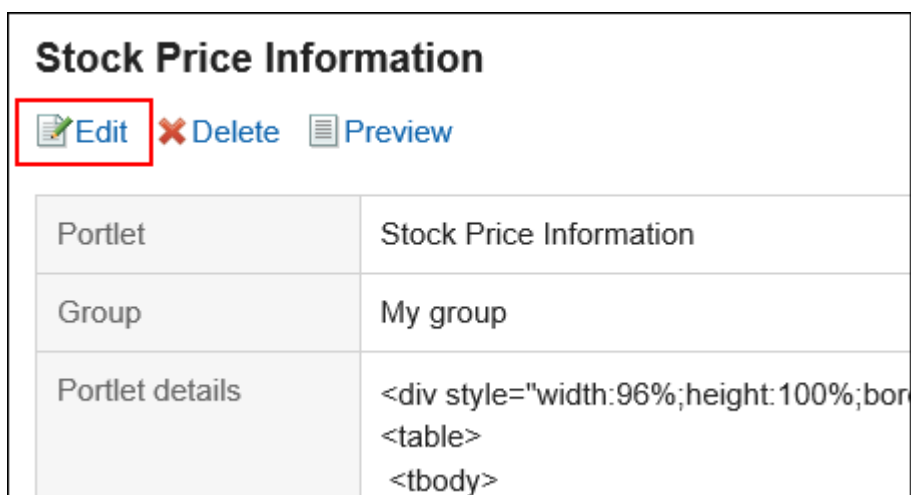 Stock Price Information
Edit Delete Preview
Portlet Stock Price Information
Group My group
Portlet details <div style="width:96%;height:100%;bor
<table>
<tbody>